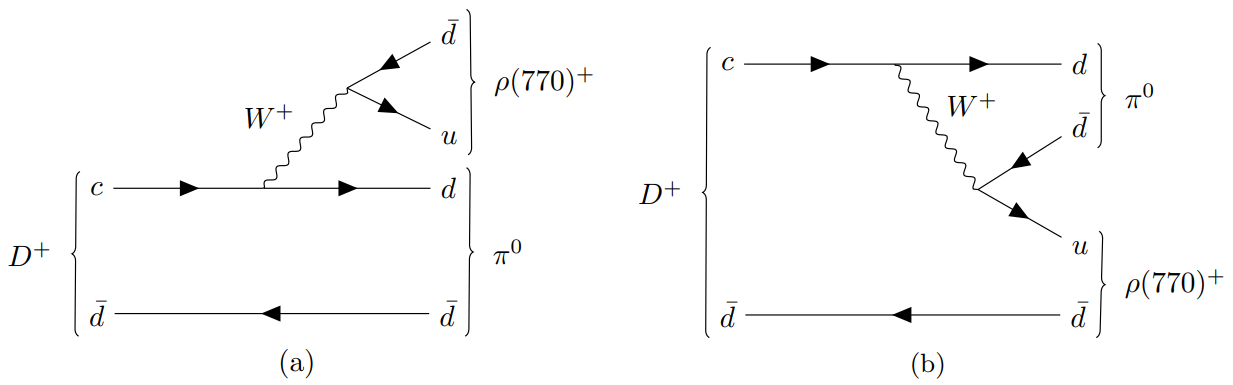 d̄
W⁺
ρ(770)⁺
u
c
d
D⁺
π⁰
d̄
d̄
(a)
c
d
W⁺
π⁰
d̄
D⁺
u
ρ(770)⁺
d̄
d̄
(b)